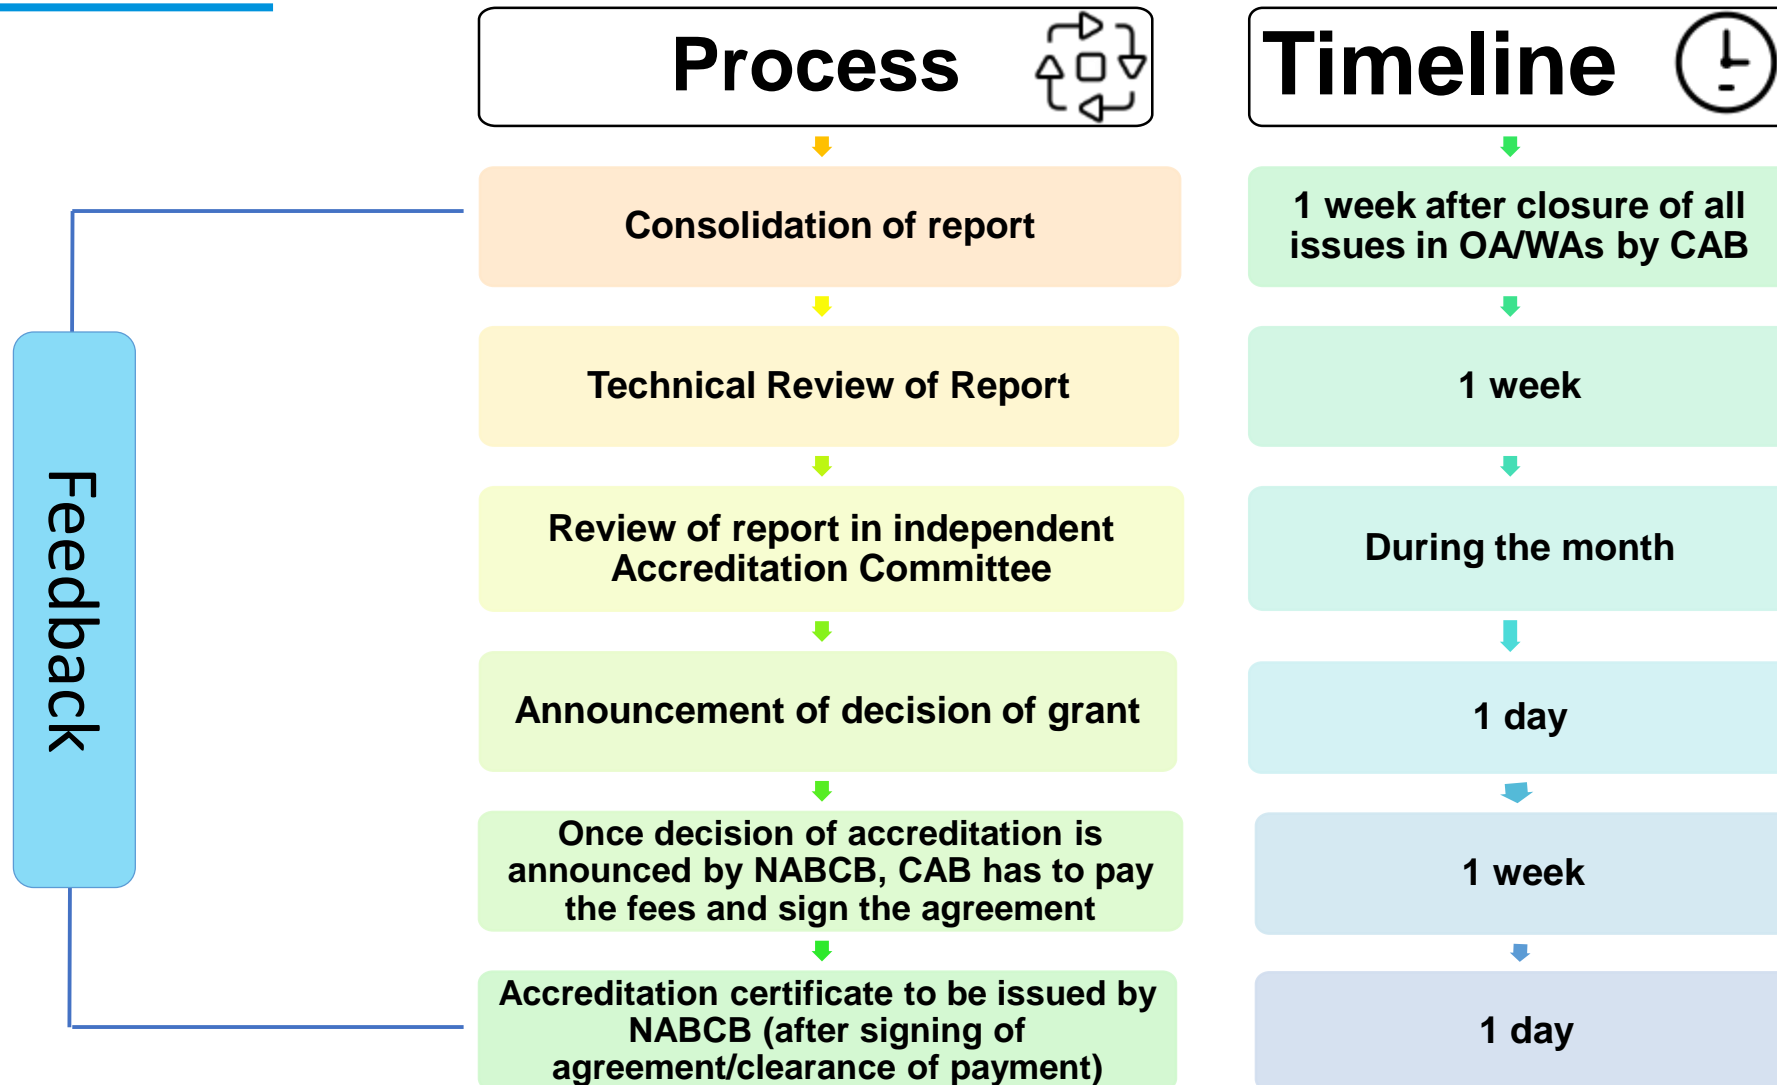 Process
Timeline
Consolidation of report
1 week after closure of all
issues in OA/WAs by CAB
Technical Review of Report
1 week
Review of report in independent
Accreditation Committee
During the month
Announcement of decision of grant
1 day
Once decision of accreditation is
announced by NABCB, CAB has to pay
the fees and sign the agreement
1 week
Accreditation certificate to be issued by
NABCB (after signing of
agreement/clearance of payment)
1 day
Feedback